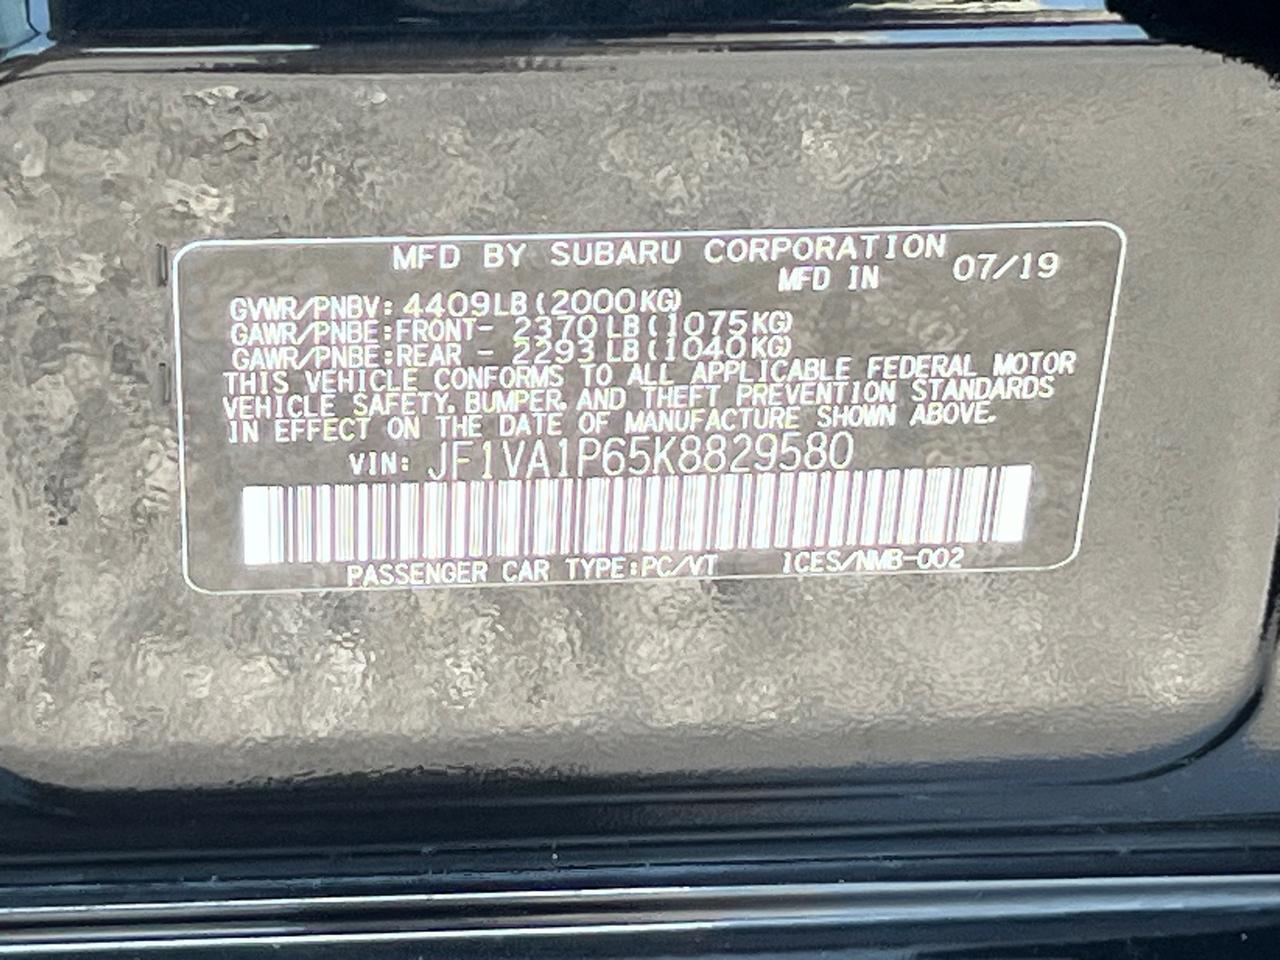 MFD BY SUBARU CORPORATION
MFD IN 07/19
GVWR/PNBV: 4409LB(2000KG)
GAWR/PNBE:FRONT- 2370LB(1075KG)
GAWR/PNBE:REAR - 2293LB(1040KG)
THIS VEHICLE CONFORMS TO ALL APPLICABLE FEDERAL MOTOR
VEHICLE SAFETY, BUMPER, AND THEFT PREVENTION STANDARDS
IN EFFECT ON THE DATE OF MANUFACTURE SHOWN ABOVE.
VIN: JF1VA1P65K8829580
PASSENGER CAR TYPE:PC/VT ICES/NMB-002